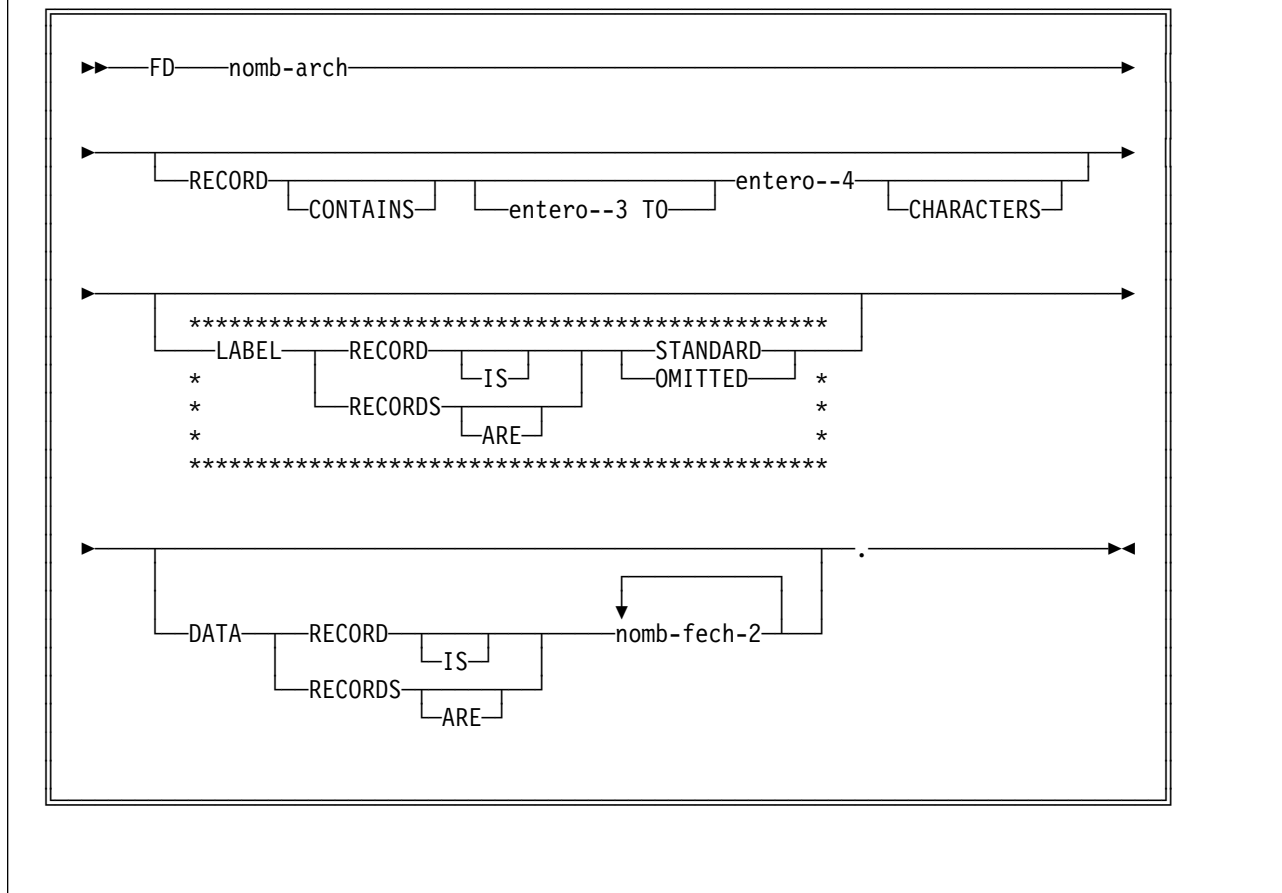 FD nomb-arch
RECORD entero--4
CONTAINS entero--3 TO CHARACTERS
************************************************
LABEL RECORD STANDARD
* IS OMITTED *
* RECORDS *
* ARE *
************************************************
.
DATA RECORD nomb-fech-2
IS
RECORDS
ARE